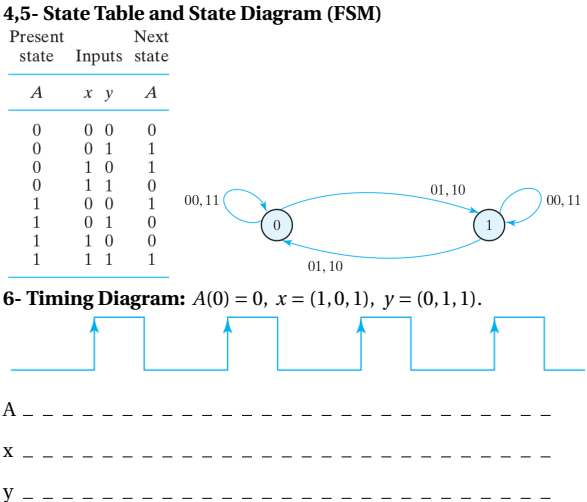 4,5- State Table and State Diagram (FSM)
Present Next
state Inputs state
A x y A
0 0 0 0
0 0 1 1
0 1 0 1
0 1 1 0
1 0 0 1
1 0 1 0
1 1 0 0
1 1 1 1
00, 11
0
01, 10
1
00, 11
01, 10
6- Timing Diagram: A(0) = 0, x = (1, 0, 1), y = (0, 1, 1).
A
x
y